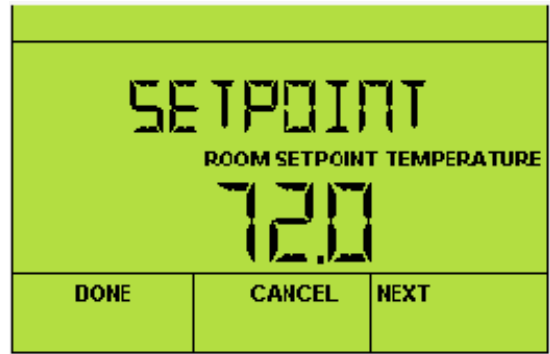 SETPOINT
ROOM SETPOINT TEMPERATURE
72.0
DONE CANCEL NEXT